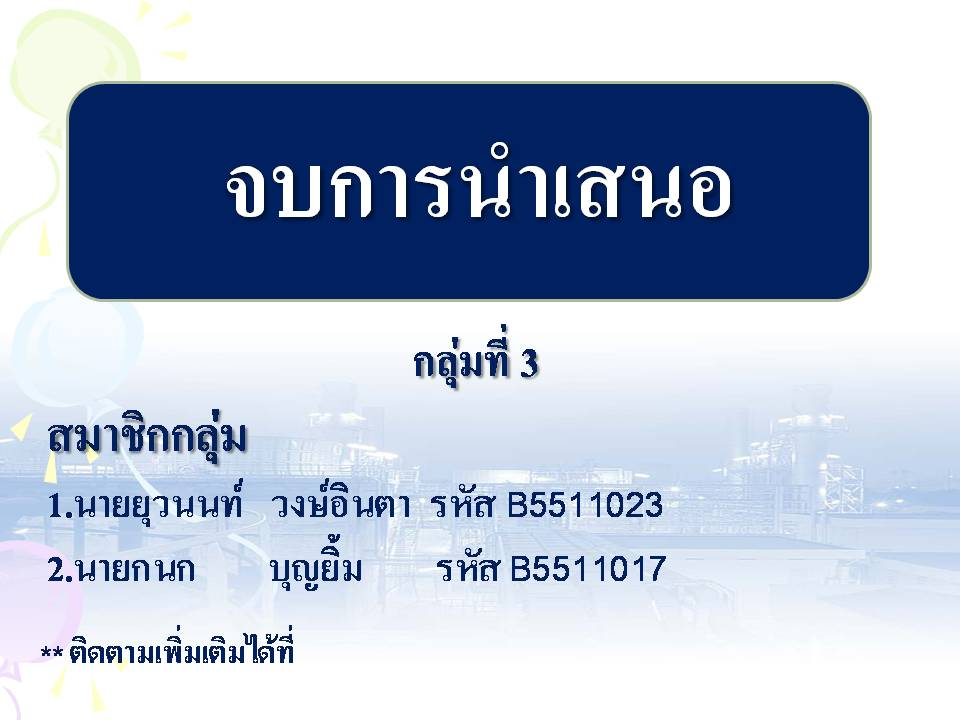 จบการนำเสนอ
กลุ่มที่ 3
สมาชิกกลุ่ม
1.นายยุวนนท์ วงษ์อินตา รหัส B5511023
2.นายกนก บุญยิ้ม รหัส B5511017
** ติดตามเพิ่มเติมได้ที่